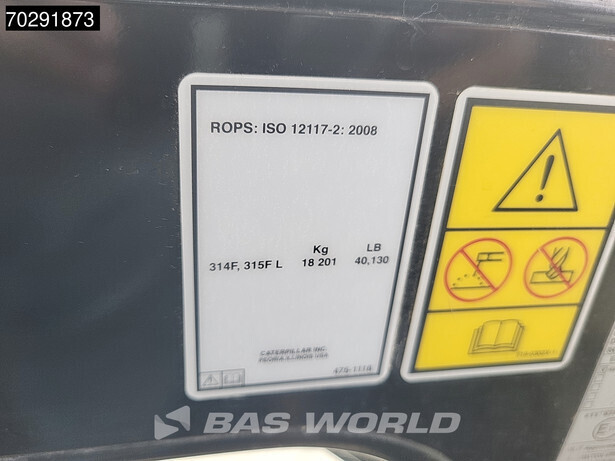 70291873
ROPS: ISO 12117-2: 2008
Kg LB
314F, 315F L 18 201 40,130
CATERPILLAR INC.
PEORIA, ILLINOIS USA
BAS WORLD